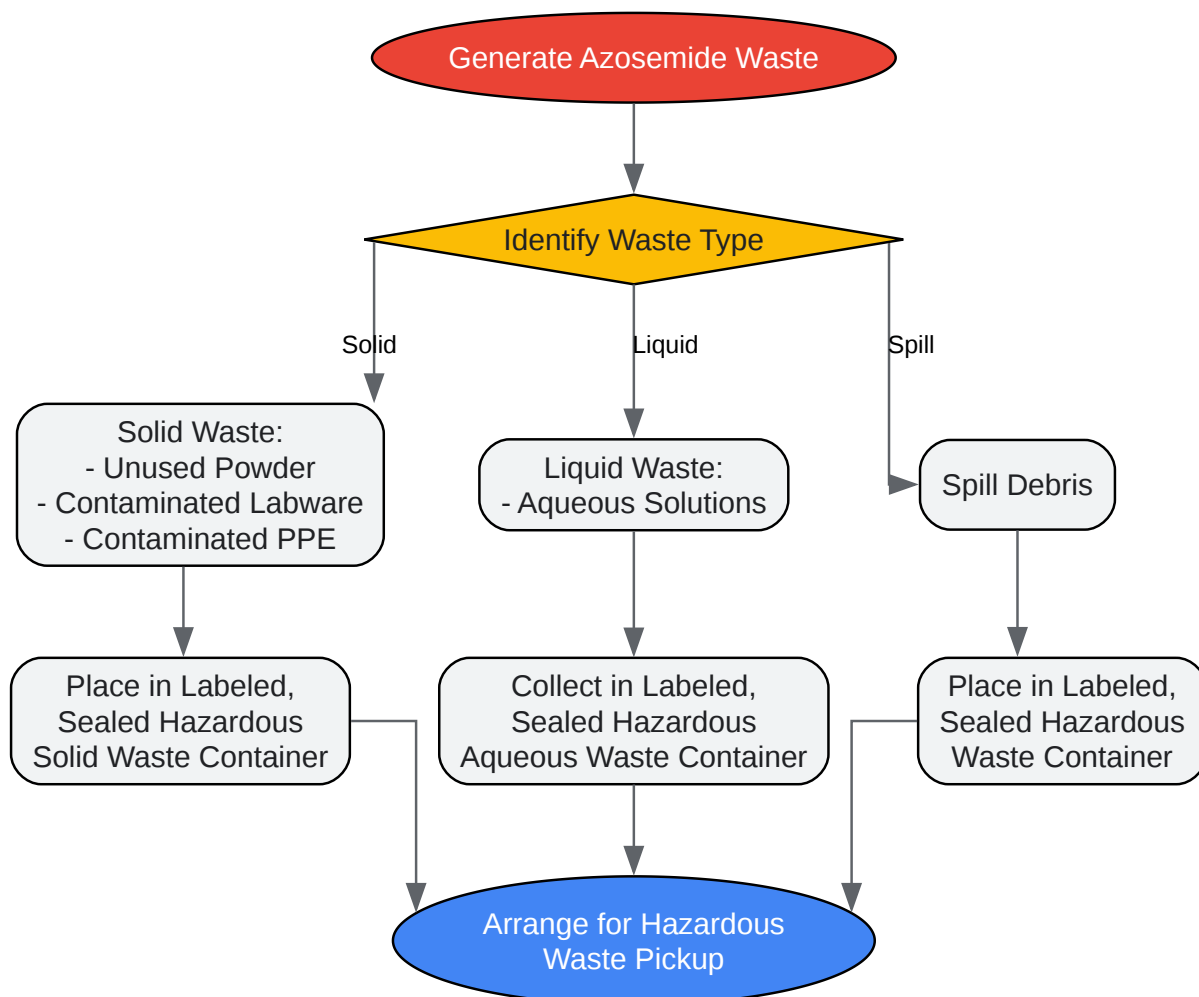 Generate Azosemide Waste
Identify Waste Type
Solid
Liquid
Spill
Solid Waste:
- Unused Powder
- Contaminated Labware
- Contaminated PPE
Liquid Waste:
- Aqueous Solutions
Spill Debris
Place in Labeled,
Sealed Hazardous
Solid Waste Container
Collect in Labeled,
Sealed Hazardous
Aqueous Waste Container
Place in Labeled,
Sealed Hazardous
Waste Container
Arrange for Hazardous
Waste Pickup